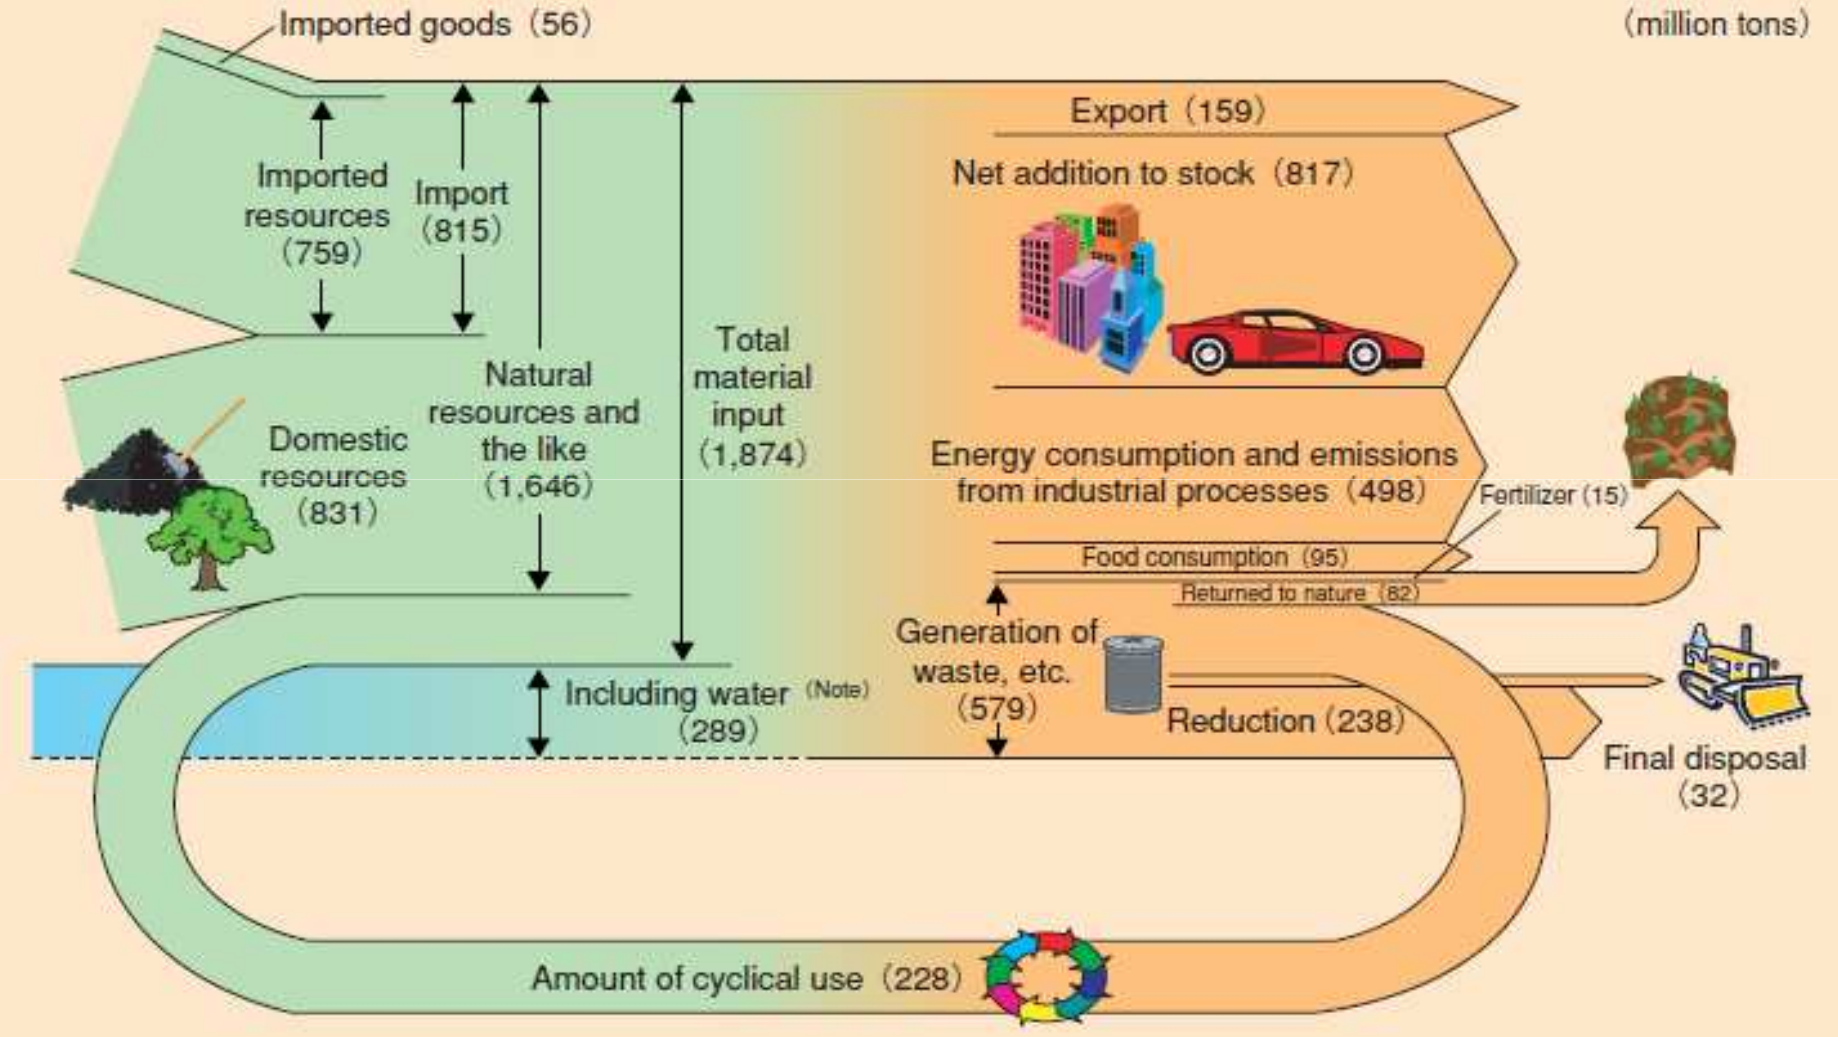 Imported goods (56)
(million tons)
Export (159)
Net addition to stock (817)
Imported
resources
(759)
Import
(815)
Natural
resources and
the like
(1,646)
Total
material
input
(1,874)
Domestic
resources
(831)
Energy consumption and emissions
from industrial processes (498)
Fertilizer (15)
Food consumption (95)
Returned to nature (82)
Generation of
waste, etc.
(579)
Including water (Note)
(289)
Reduction (238)
Final disposal
(32)
Amount of cyclical use (228)